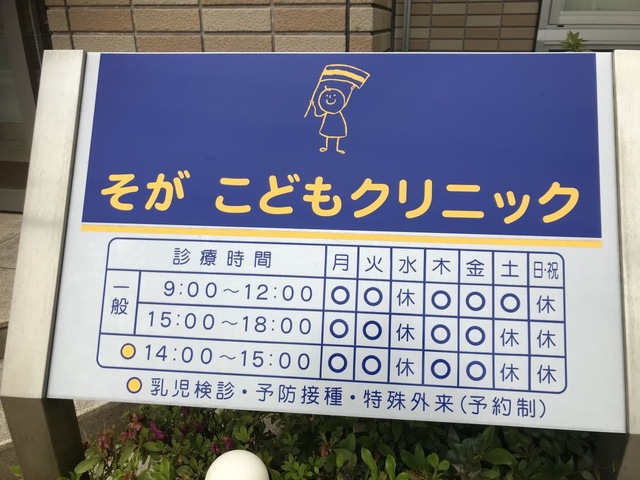 そが こどもクリニック
診療時間 月 火 水 木 金 土 日・祝
一般 9:00～12:00 ○ ○ 休 ○ ○ ○ 休
15:00～18:00 ○ ○ 休 ○ ○ 休 休
●14:00～15:00 ○ ○ 休 ○ ○ 休 休
●乳児検診・予防接種・特殊外来(予約制)